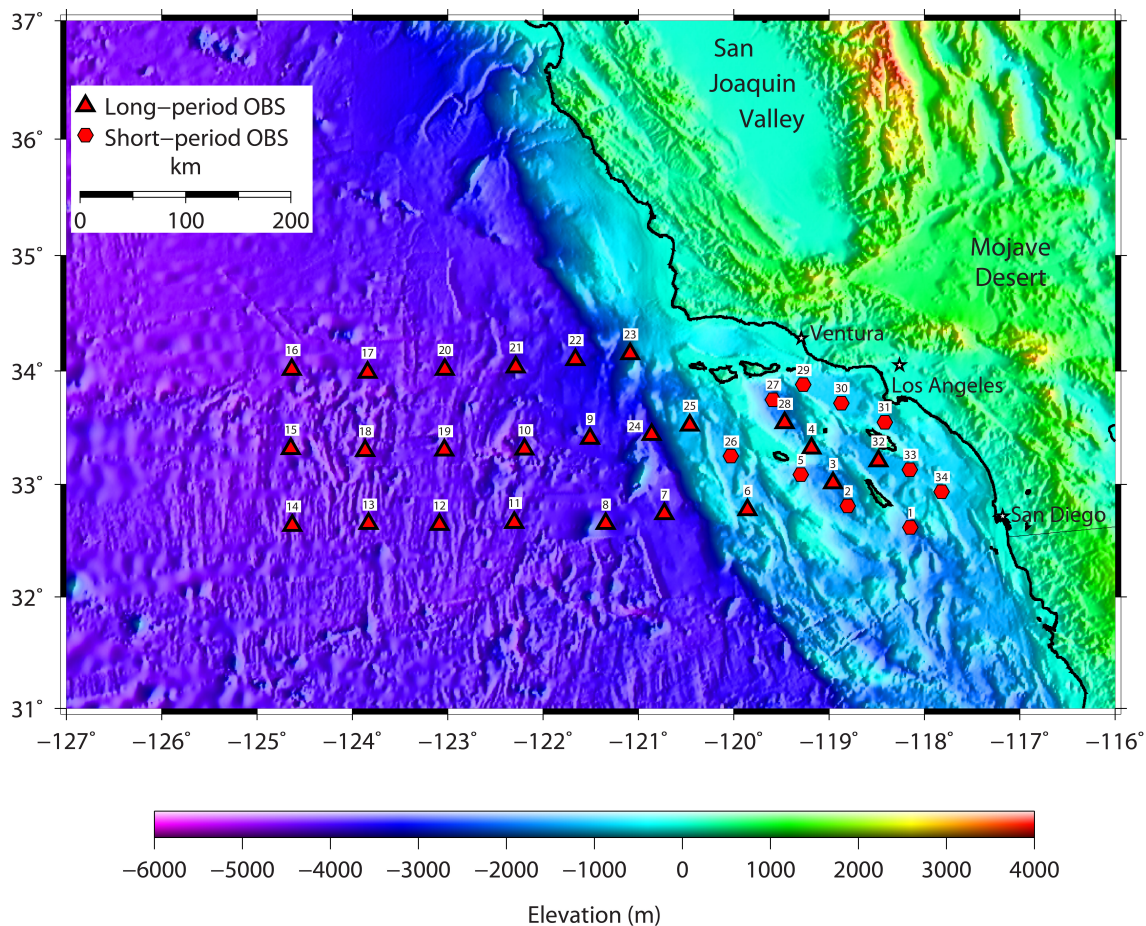 37°
36°
35°
34°
33°
32°
31°
Long−period OBS
Short−period OBS
km
0 100 200
San
Joaquin
Valley
Mojave
Desert
Ventura
Los Angeles
San Diego
23
22
21
20
17
16
29
27
30
28
31
25
24
9
10
19
18
15
4
32
26
5
3
33
34
2
6
7
8
11
12
13
14
1
−127° −126° −125° −124° −123° −122° −121° −120° −119° −118° −117° −116°
−6000 −5000 −4000 −3000 −2000 −1000 0 1000 2000 3000 4000
Elevation (m)